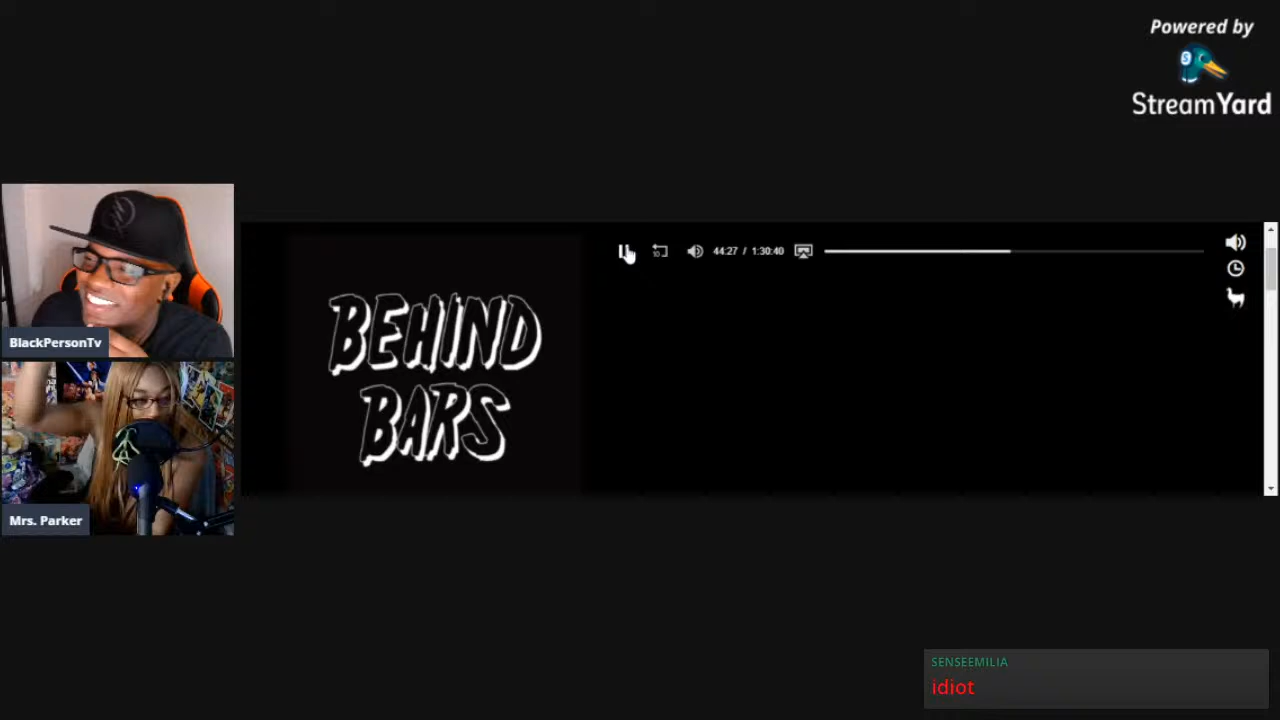 Powered by
StreamYard
44:27 / 1:30:40
BEHIND
BARS
BlackPersonTv
Mrs. Parker
SENSEEMILIA
idiot